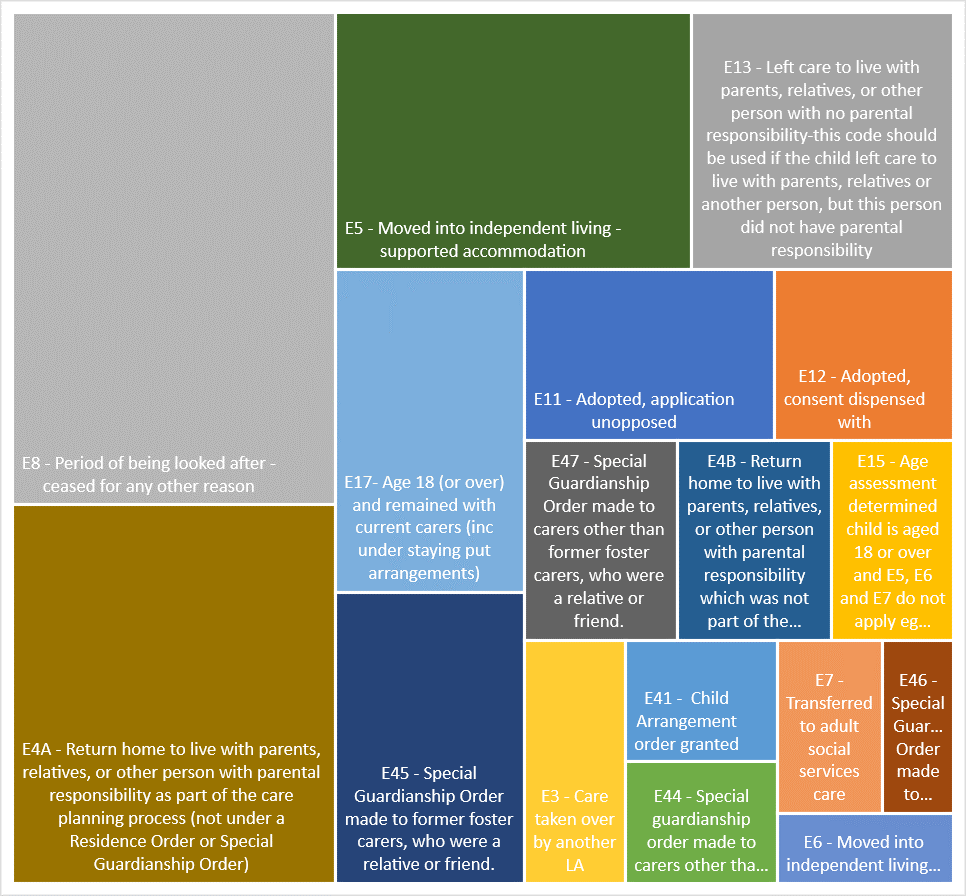 E8 - Period of being looked after -
ceased for any other reason
E4A - Return home to live with parents,
relatives, or other person with parental
responsibility as part of the care
planning process (not under a
Residence Order or Special
Guardianship Order)
E5 - Moved into independent living -
supported accommodation
E13 - Left care to live with
parents, relatives, or other
person with no parental
responsibility-this code should
be used if the child left care to
live with parents, relatives or
another person, but this person
did not have parental
responsibility
E17- Age 18 (or over)
and remained with
current carers (inc
under staying put
arrangements)
E45 - Special
Guardianship Order
made to former foster
carers, who were a
relative or friend.
E11 - Adopted, application
unopposed
E12 - Adopted,
consent dispensed
with
E47 - Special
Guardianship
Order made to
carers other than
former foster
carers, who were
a relative or
friend.
E4B - Return
home to live with
parents, relatives,
or other person
with parental
responsibility
which was not
part of the...
E15 - Age
assessment
determined
child is aged
18 or over
and E5, E6
and E7 do not
apply eg...
E3 - Care
taken over
by another
LA
E41 -  Child
Arrangement
order granted
E44 - Special
guardianship
order made to
carers other tha...
E7 -
Transferred
to adult
social
services
care
E46 -
Special
Guar...
Order
made
to...
E6 - Moved into
independent living...